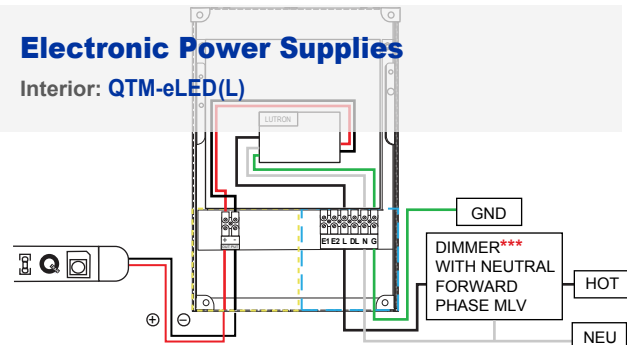 Electronic Power Supplies
Interior: QTM-eLED(L)
LUTRON
+ -
E1 E2 L DL N G
GND
DIMMER***
WITH NEUTRAL
FORWARD
PHASE MLV
HOT
NEU
Q
+ -